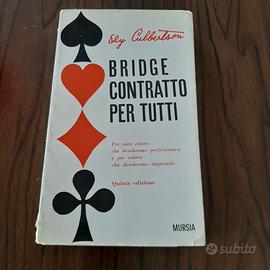 Ely Culbertson
BRIDGE
CONTRATTO
PER TUTTI
Per tutti coloro
che desiderano perfezionarsi
e per coloro
che desiderano impararlo
Quinta edizione
MURSIA
subito